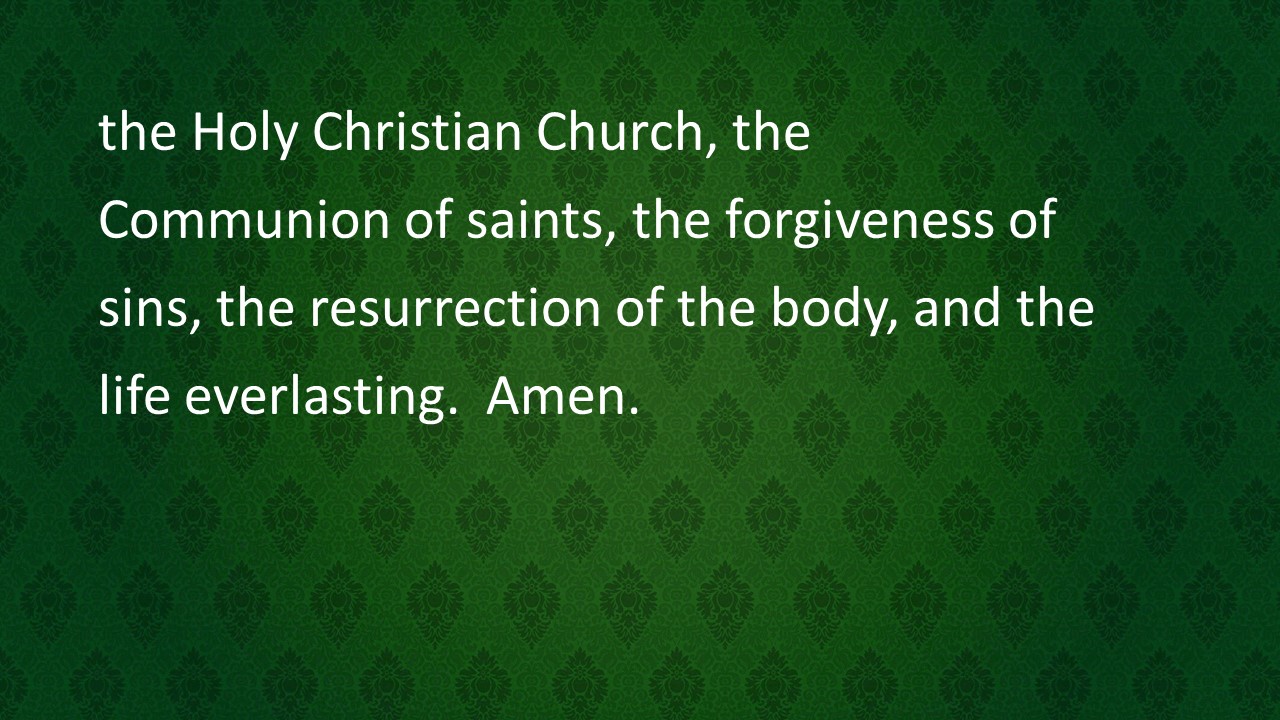 the Holy Christian Church, the
Communion of saints, the forgiveness of
sins, the resurrection of the body, and the
life everlasting.  Amen.